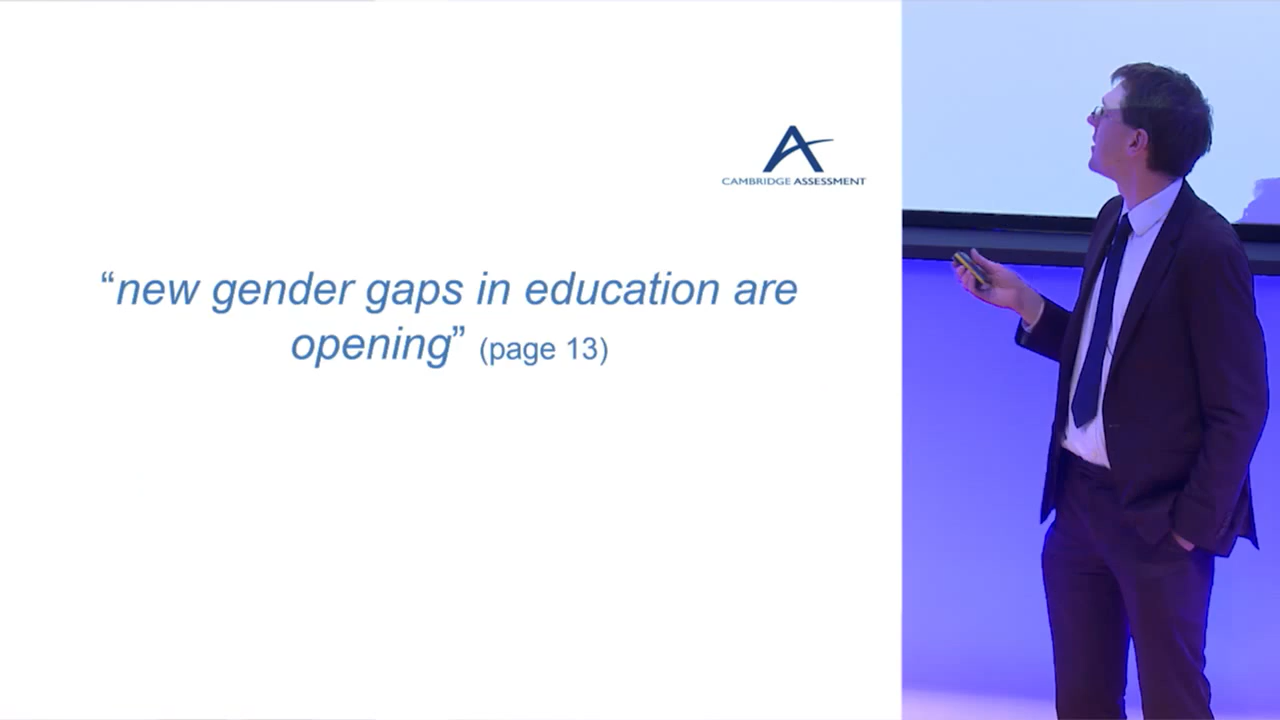 CAMBRIDGE ASSESSMENT
“new gender gaps in education are
opening” (page 13)